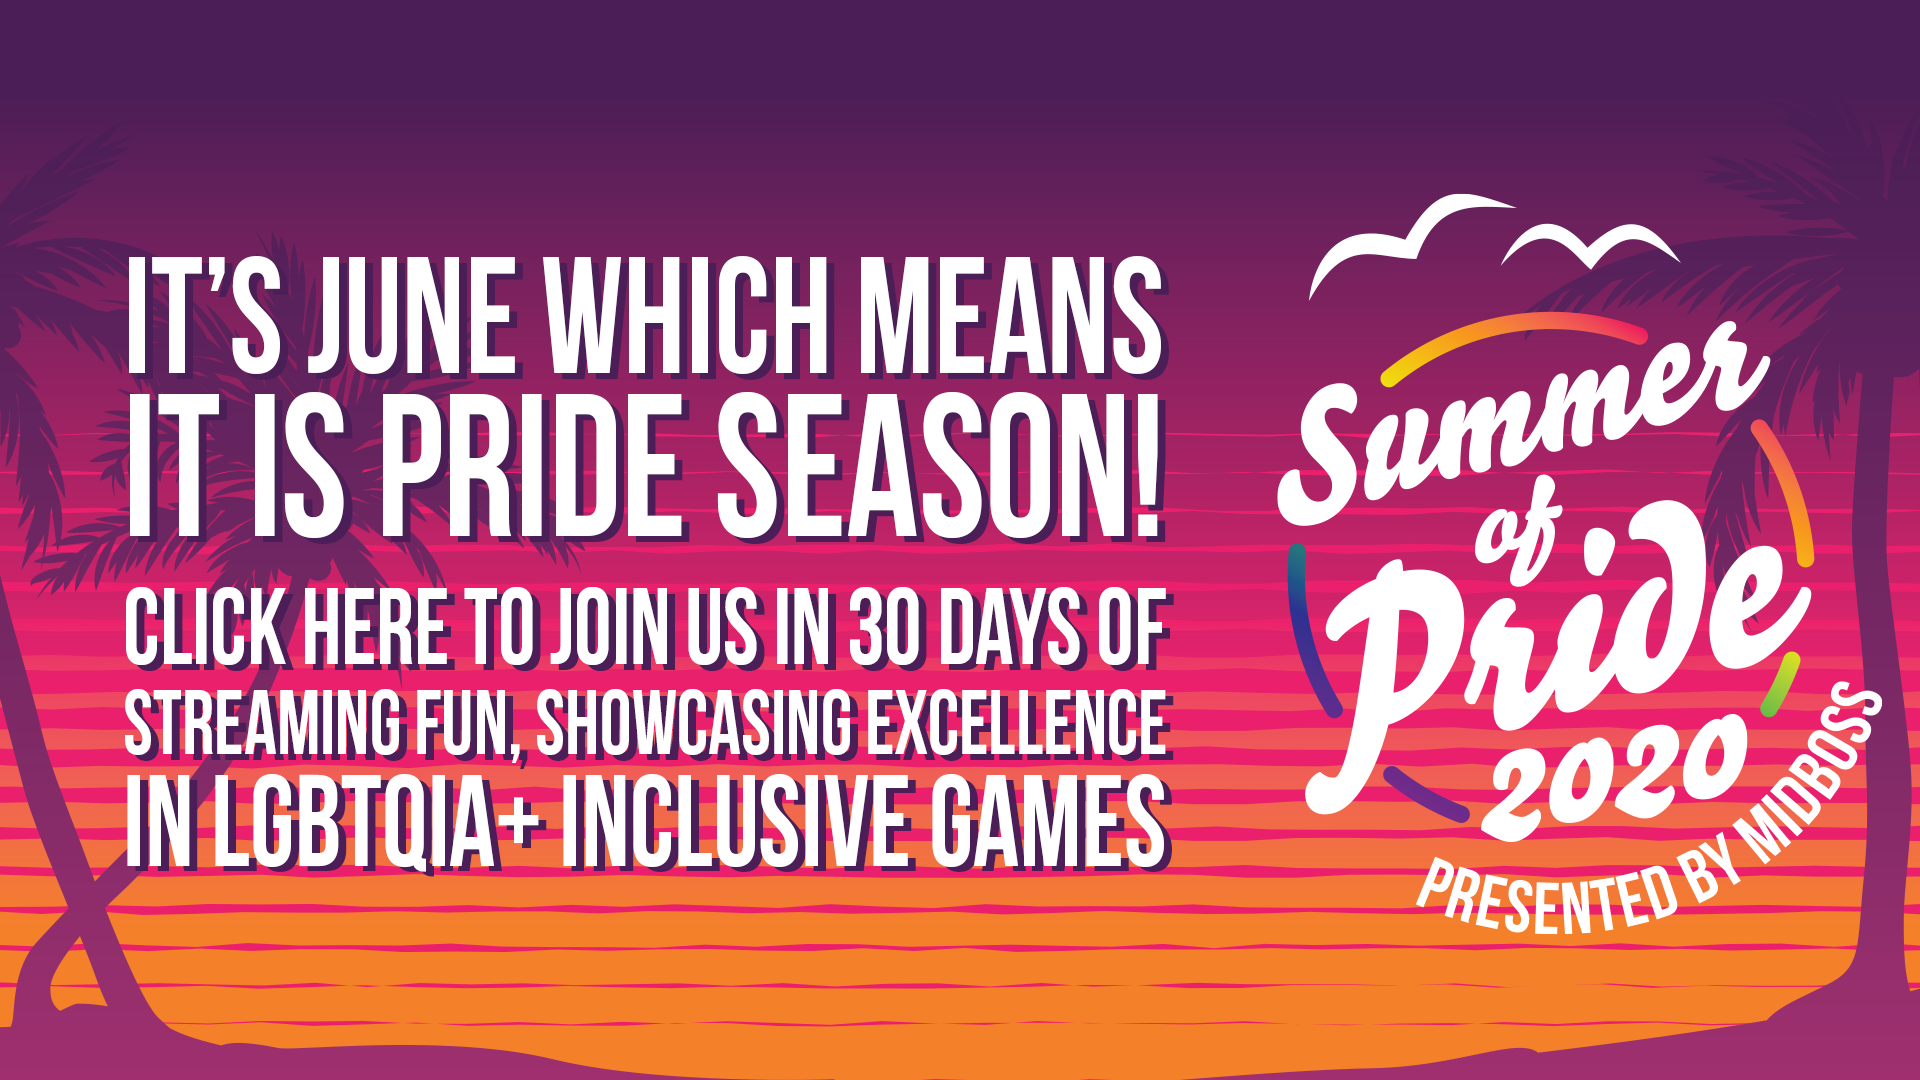 IT'S JUNE WHICH MEANS
IT IS PRIDE SEASON!
CLICK HERE TO JOIN US IN 30 DAYS OF
STREAMING FUN, SHOWCASING EXCELLENCE
IN LGBTQIA+ INCLUSIVE GAMES
Summer
of
Pride
2020
PRESENTED BY MIDBOSS